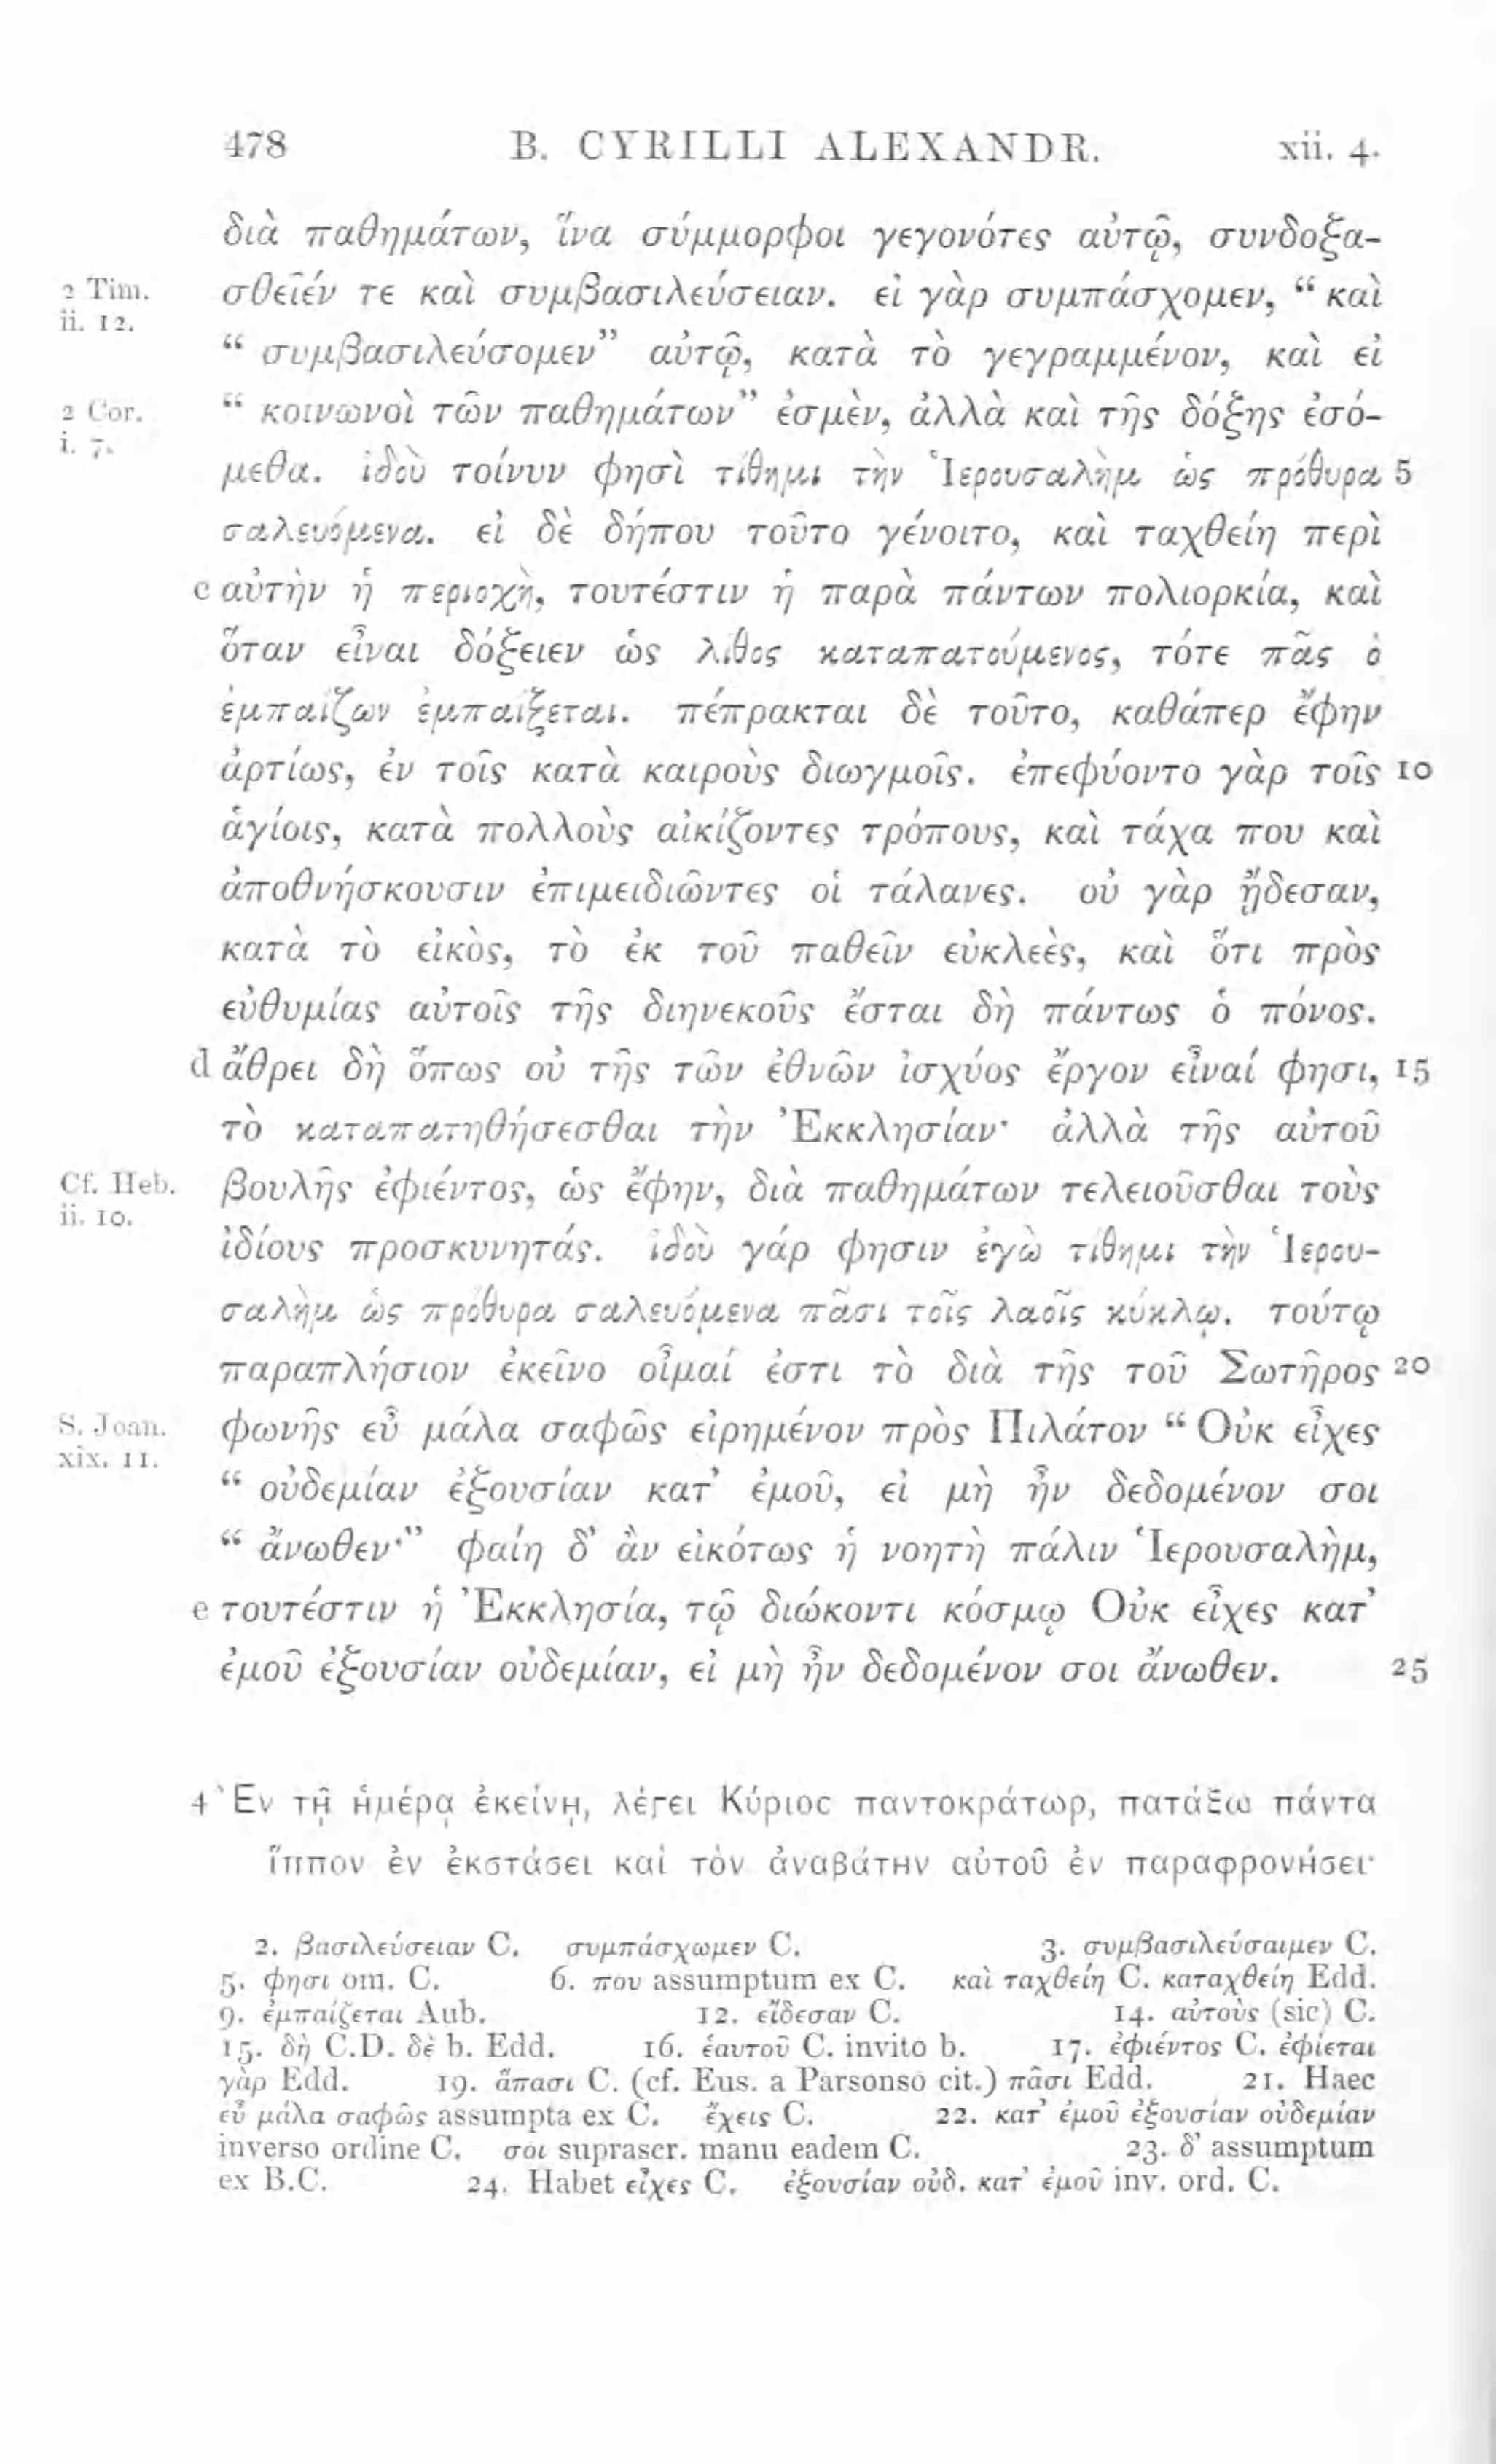 478 B. CYRILLI ALEXANDR. xii. 4.
διὰ παθημάτων, ἵνα σύμμορφοι γεγονότες αὐτῷ, συνδοξα-
2 Tim. ii. 12.
σθεῖέν τε καὶ συμβασιλεύσειαν. εἰ γὰρ συμπάσχομεν, “ καὶ
“ συμβασιλεύσομεν” αὐτῷ, κατὰ τὸ γεγραμμένον, καὶ εἰ
2 Cor. i. 7.
“ κοινωνοὶ τῶν παθημάτων” ἐσμὲν, ἀλλὰ καὶ τῆς δόξης ἐσό-
μεθα. ἰδοὺ τοίνυν φησὶ τίθημι τὴν Ἱερουσαλὴμ ὡς πρόθυρα 5
σαλευόμενα. εἰ δὲ δήπου τοῦτο γένοιτο, καὶ ταχθείη περὶ
c αὐτὴν ἡ περιοχὴ, τουτέστιν ἡ παρὰ πάντων πολιορκία, καὶ
ὅταν εἶναι δόξειεν ὡς λίθος καταπατούμενος, τότε πᾶς ὁ
ἐμπαίζων ἐμπαίξεται. πέπρακται δὲ τοῦτο, καθάπερ ἔφην
ἀρτίως, ἐν τοῖς κατὰ καιροὺς διωγμοῖς. ἐπεφύοντο γὰρ τοῖς 10
ἁγίοις, κατὰ πολλοὺς αἰκίζοντες τρόπους, καὶ τάχα που καὶ
ἀποθνήσκουσιν ἐπιμειδιῶντες οἱ τάλανες. οὐ γὰρ ᾔδεσαν,
κατὰ τὸ εἰκὸς, τὸ ἐκ τοῦ παθεῖν εὐκλεὲς, καὶ ὅτι πρὸς
εὐθυμίας αὐτοῖς τῆς διηνεκοῦς ἔσται δὴ πάντως ὁ πόνος.
d ἄθρει δὴ ὅπως οὐ τῆς τῶν ἐθνῶν ἰσχύος ἔργον εἶναί φησι, 15
τὸ καταπατηθήσεσθαι τὴν Ἐκκλησίαν· ἀλλὰ τῆς αὐτοῦ
Cf. Heb. ii. 10.
βουλῆς ἐφιέντος, ὡς ἔφην, διὰ παθημάτων τελειοῦσθαι τοὺς
ἰδίους προσκυνητάς. ἰδοὺ γάρ φησιν ἐγὼ τίθημι τὴν Ἱερου-
σαλὴμ ὡς πρόθυρα σαλευόμενα πᾶσι τοῖς λαοῖς κύκλῳ. τούτῳ
παραπλήσιον ἐκεῖνο οἶμαί ἐστι τὸ διὰ τῆς τοῦ Σωτῆρος 20
S. Joan. xix. 11.
φωνῆς εὖ μάλα σαφῶς εἰρημένον πρὸς Πιλάτον “ Οὐκ εἶχες
“ οὐδεμίαν ἐξουσίαν κατ’ ἐμοῦ, εἰ μὴ ἦν δεδομένον σοι
“ ἄνωθεν·” φαίη δ’ ἂν εἰκότως ἡ νοητὴ πάλιν Ἱερουσαλὴμ,
e τουτέστιν ἡ Ἐκκλησία, τῷ διώκοντι κόσμῳ Οὐκ εἶχες κατ’
ἐμοῦ ἐξουσίαν οὐδεμίαν, εἰ μὴ ἦν δεδομένον σοι ἄνωθεν. 25
4 Ἐν τῇ ἡμέρᾳ ἐκείνῃ, λέγει Κύριος παντοκράτωρ, πατάξω πάντα
ἵππον ἐν ἐκστάσει καὶ τὸν ἀναβάτην αὐτοῦ ἐν παραφρονήσει·
2. βασιλεύσειαν C. συμπάσχωμεν C. 3. συμβασιλεύσαιμεν C.
5. φησι om. C. 6. που assumptum ex C. καὶ ταχθείη C. καταχθείη Edd.
9. ἐμπαίζεται Aub. 12. εἴδεσαν C. 14. αὐτοὺς (sic) C.
15. δὴ C.D. δὲ b. Edd. 16. ἑαυτοῦ C. invito b. 17. ἐφιέντος C. ἐφίεται
γὰρ Edd. 19. ἅπασι C. (cf. Eus. a Parsonso cit.) πᾶσι Edd. 21. Haec
εὖ μάλα σαφῶς assumpta ex C. ἔχεις C. 22. κατ’ ἐμοῦ ἐξουσίαν οὐδεμίαν
inverso ordine C. σοι suprascr. manu eadem C. 23. δ’ assumptum
ex B.C. 24. Habet εἶχες C. ἐξουσίαν οὐδ. κατ’ ἐμοῦ inv. ord. C.